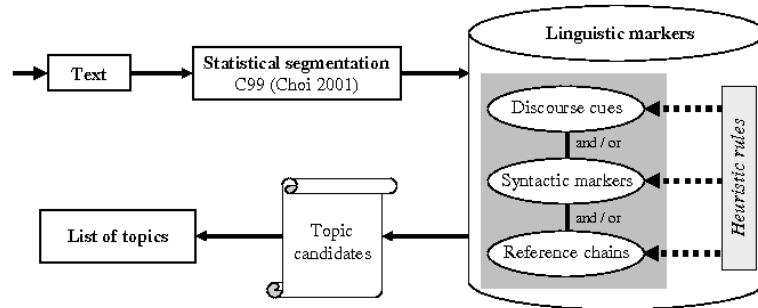 Text
Statistical segmentation
C99 (Choi 2001)
Linguistic markers
Discourse cues
and / or
Syntactic markers
and / or
Reference chains
Heuristic rules
Topic
candidates
List of topics